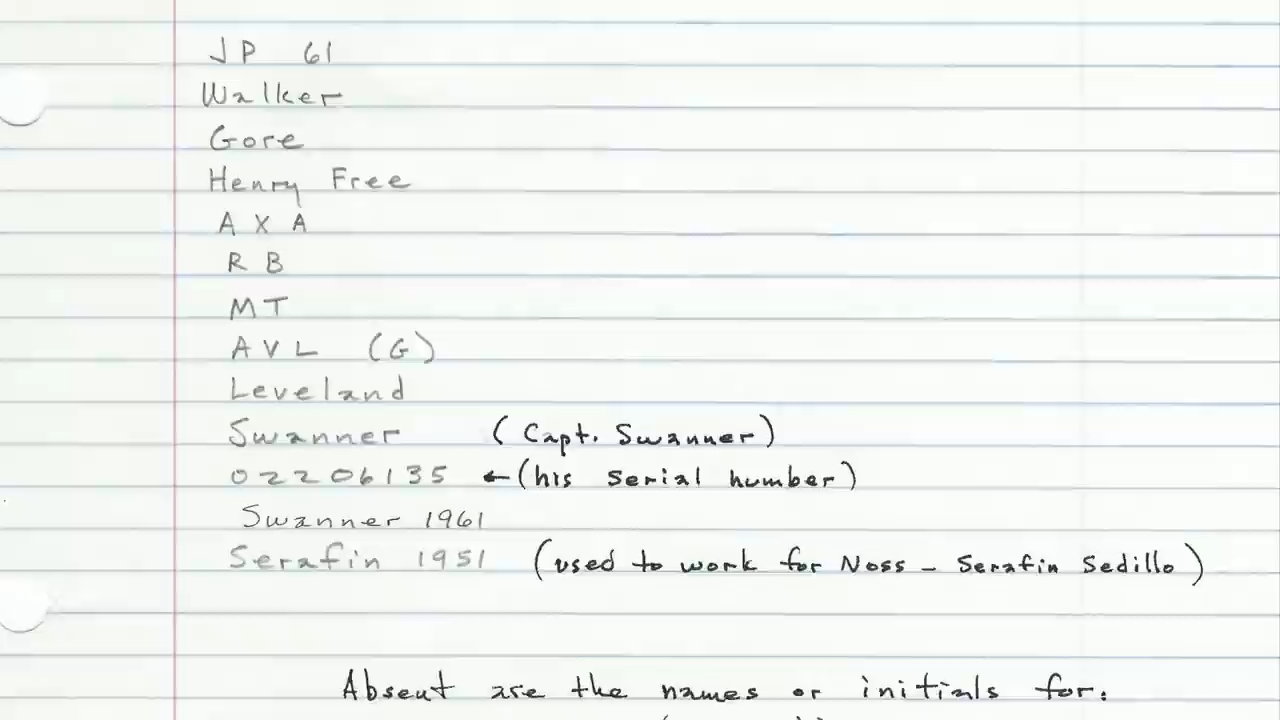 JP 61
Walker
Gore
Henry Free
A X A
R B
MT
AVL (G)
Leveland
Swanner (Capt. Swanner)
02206135 ←(his serial number)
Swanner 1961
Serafin 1951 (used to work for Noss - Serafin Sedillo)
Absent are the names or initials for: